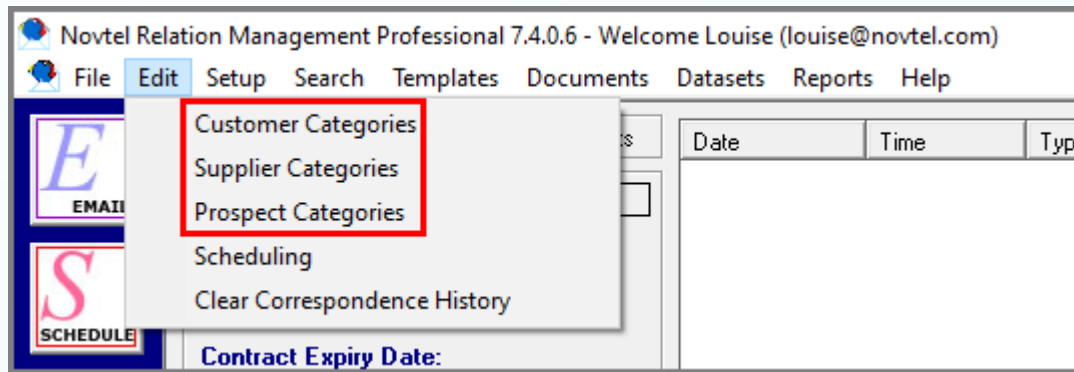 Novtel Relation Management Professional 7.4.0.6 - Welcome Louise (louise@novtel.com)
File Edit Setup Search Templates Documents Datasets Reports Help
Customer Categories
Supplier Categories
Prospect Categories
Scheduling
Clear Correspondence History
Date Time Typ
E
EMAIL
S
SCHEDULE
Contract Expiry Date: